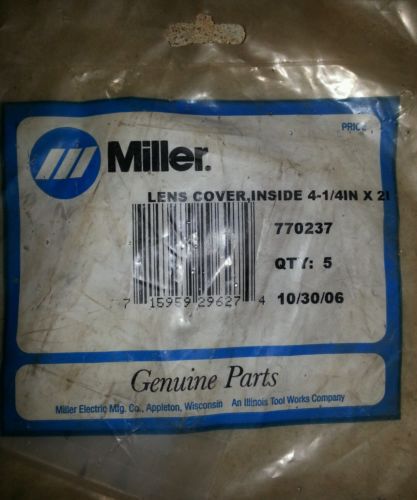 PRICE
Miller®
LENS COVER,INSIDE 4-1/4IN X 2
770237
QTY: 5
7 15959 29627 4
10/30/06
Genuine Parts
Miller Electric Mfg. Co., Appleton, Wisconsin An Illinois Tool Works Company